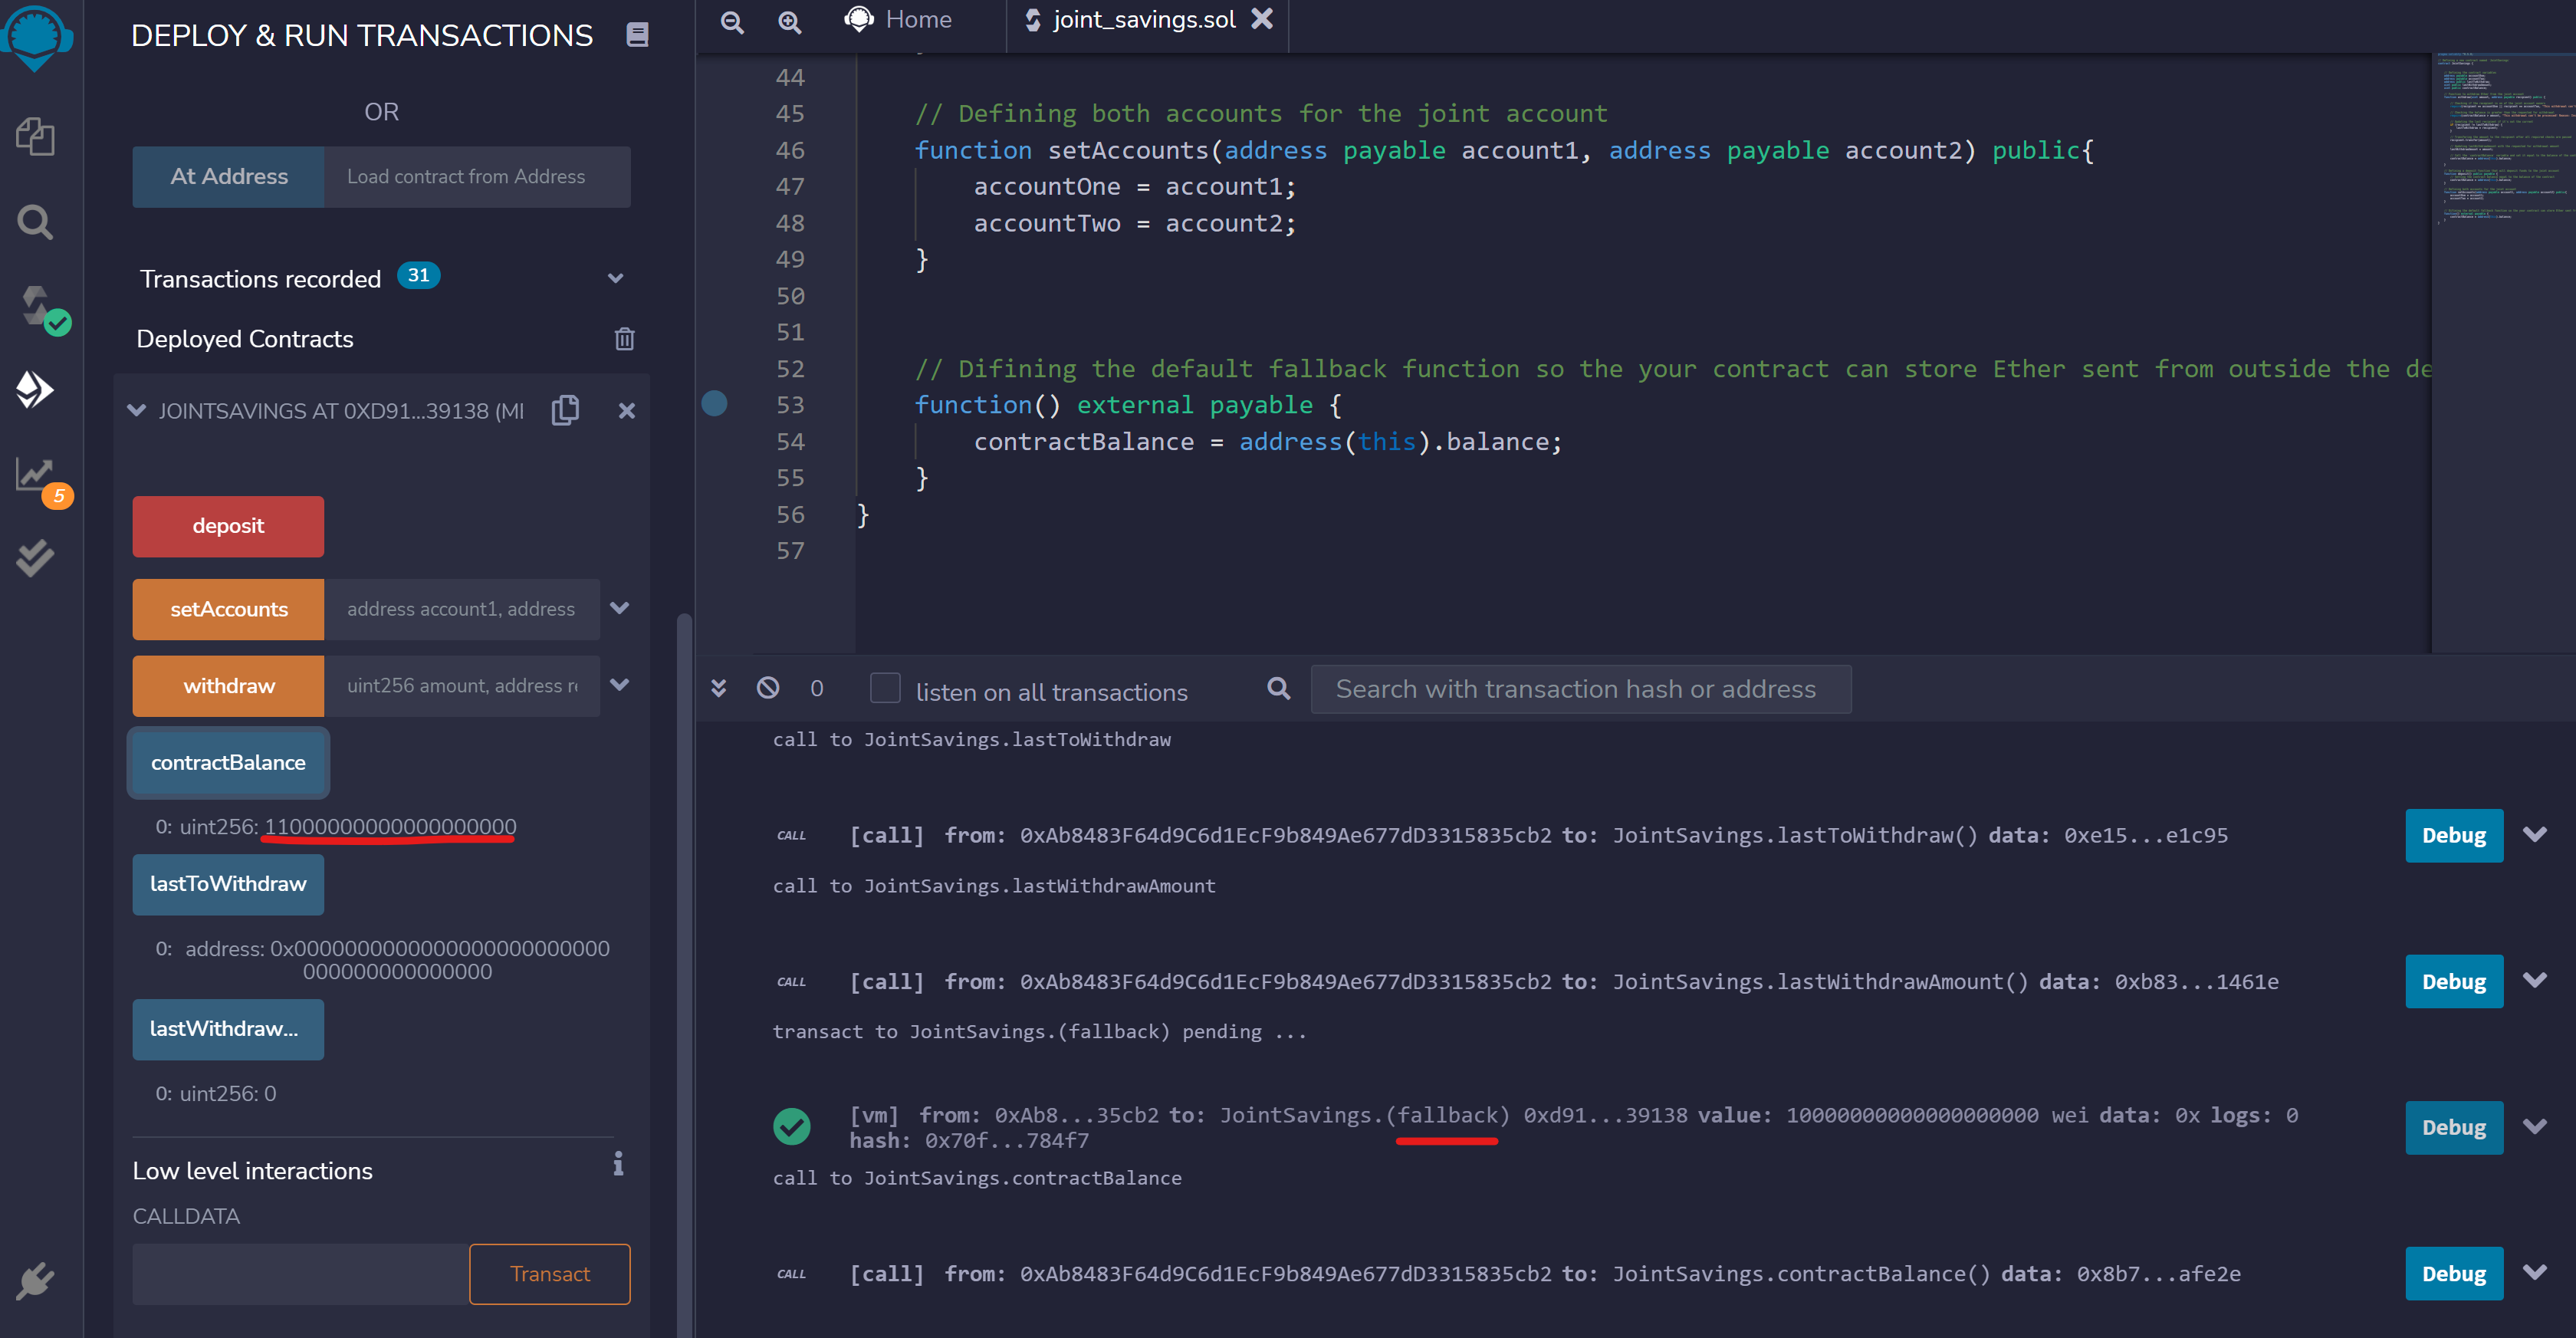 DEPLOY & RUN TRANSACTIONS
OR
At Address
Load contract from Address
Transactions recorded 31
Deployed Contracts
JOINTSAVINGS AT 0XD91...39138 (MI
deposit
setAccounts
address account1, address
withdraw
uint256 amount, address r
contractBalance
0: uint256: 11000000000000000000
lastToWithdraw
0: address: 0x0000000000000000000000000
000000000000000
lastWithdraw...
0: uint256: 0
Low level interactions
CALLDATA
Transact
5
Home
joint_savings.sol
44
45 // Defining both accounts for the joint account
46 function setAccounts(address payable account1, address payable account2) public{
47 accountOne = account1;
48 accountTwo = account2;
49 }
50
51
52 // Difining the default fallback function so the your contract can store Ether sent from outside the de
53 function() external payable {
54 contractBalance = address(this).balance;
55 }
56 }
57
0
listen on all transactions
Search with transaction hash or address
call to JointSavings.lastToWithdraw
CALL [call] from: 0xAb8483F64d9C6d1EcF9b849Ae677dD3315835cb2 to: JointSavings.lastToWithdraw() data: 0xe15...e1c95
Debug
call to JointSavings.lastWithdrawAmount
CALL [call] from: 0xAb8483F64d9C6d1EcF9b849Ae677dD3315835cb2 to: JointSavings.lastWithdrawAmount() data: 0xb83...1461e
Debug
transact to JointSavings.(fallback) pending ...
[vm] from: 0xAb8...35cb2 to: JointSavings.(fallback) 0xd91...39138 value: 10000000000000000000 wei data: 0x logs: 0
hash: 0x70f...784f7
Debug
call to JointSavings.contractBalance
CALL [call] from: 0xAb8483F64d9C6d1EcF9b849Ae677dD3315835cb2 to: JointSavings.contractBalance() data: 0x8b7...afe2e
Debug